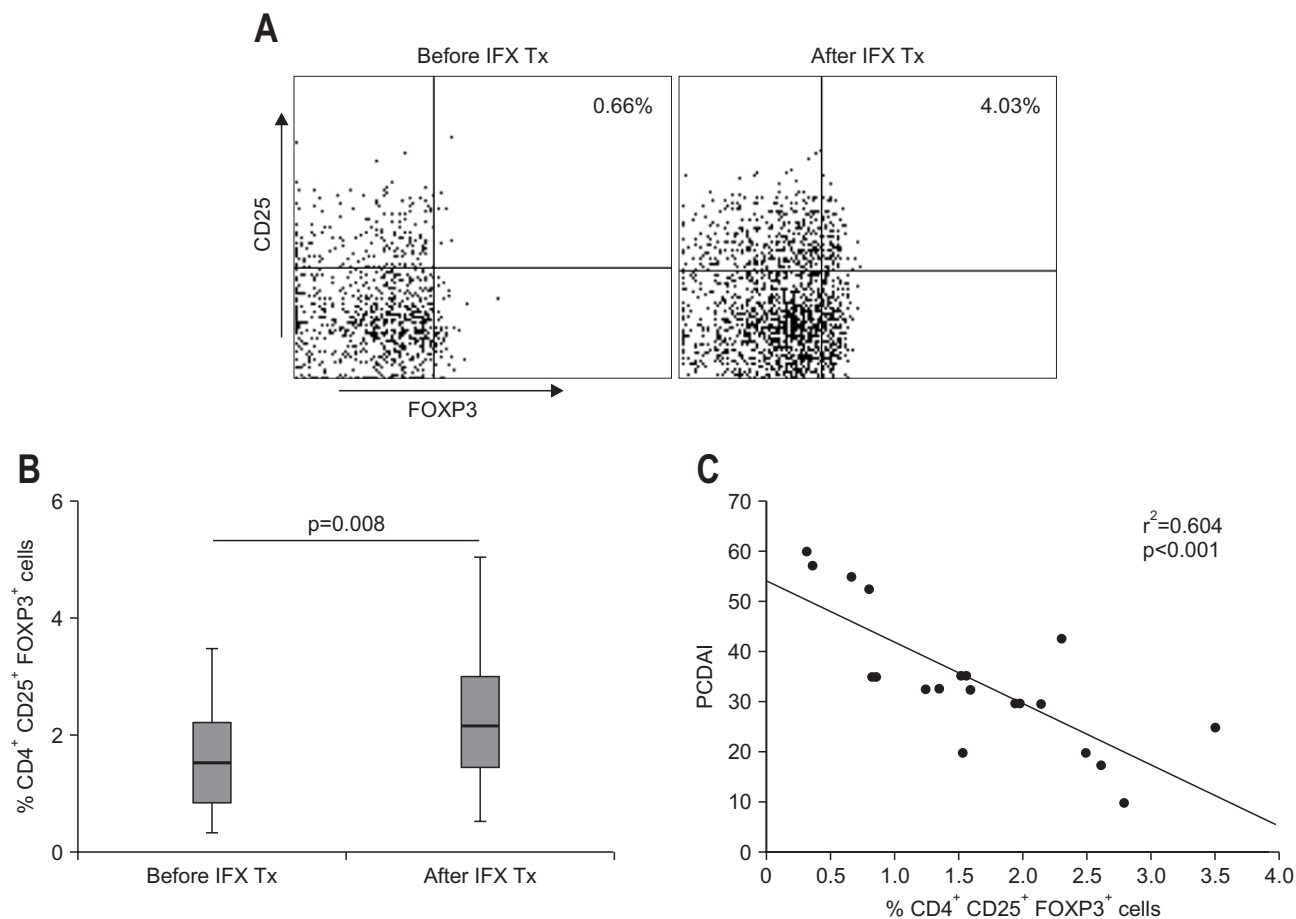 A
Before IFX Tx
After IFX Tx
0.66%
4.03%
CD25
FOXP3
B
6
4
2
0
% CD4⁺ CD25⁺ FOXP3⁺ cells
p=0.008
Before IFX Tx
After IFX Tx
C
70
60
50
40
30
20
10
0
PCDAI
r²=0.604
p<0.001
0 0.5 1.0 1.5 2.0 2.5 3.0 3.5 4.0
% CD4⁺ CD25⁺ FOXP3⁺ cells